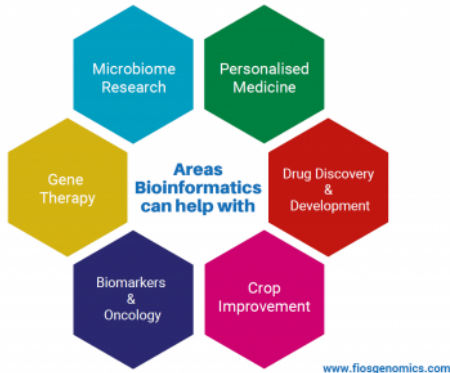 Microbiome
Research
Personalised
Medicine
Gene
Therapy
Areas
Bioinformatics
can help with
Drug Discovery
&
Development
Biomarkers
&
Oncology
Crop
Improvement
www.fiosgenomics.com